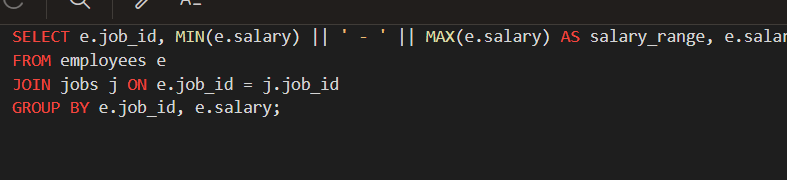 SELECT e.job_id, MIN(e.salary) || ' - ' || MAX(e.salary) AS salary_range,
FROM employees e
JOIN jobs j ON e.job_id = j.job_id
GROUP BY e.job_id, e.salary;